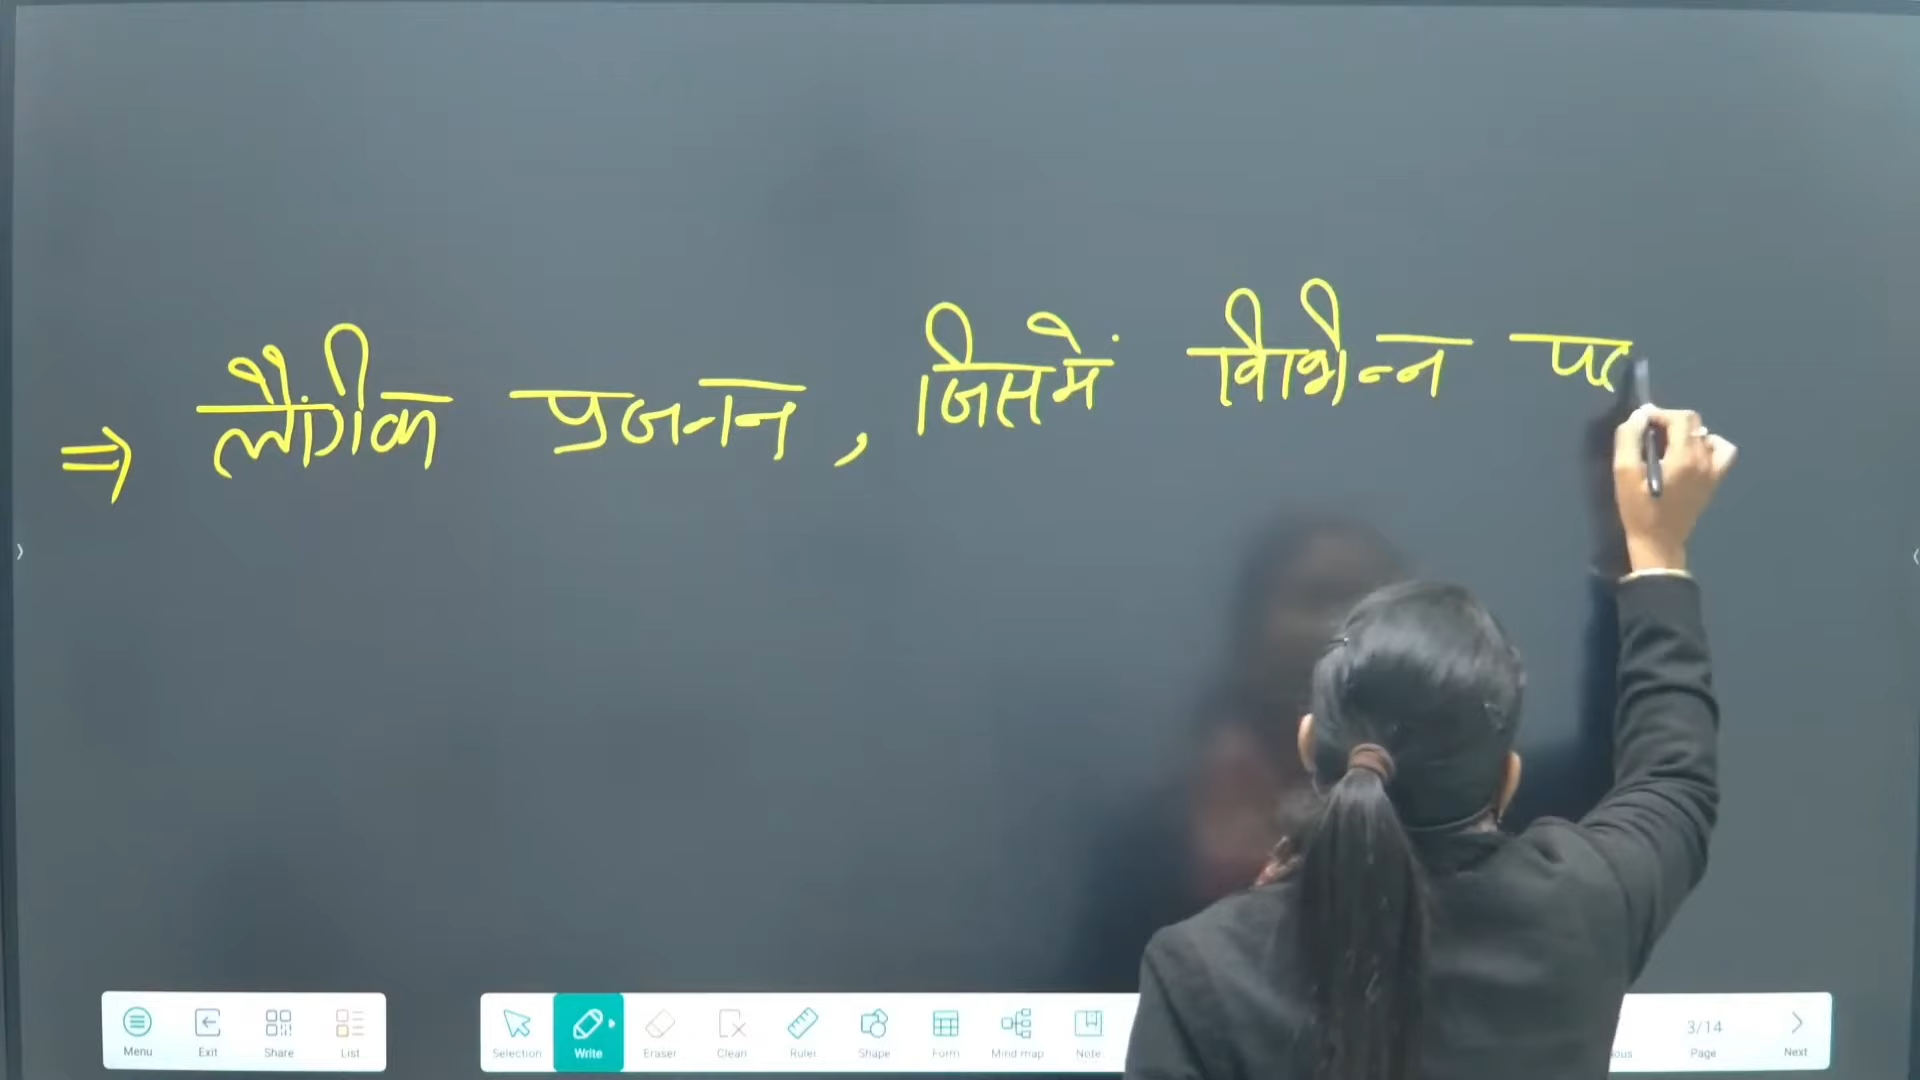 ⇒ लैंगिक प्रजनन, जिसमें विभिन्न
Menu Exit Share List Selection Write Eraser Clean Ruler Shape Form Mind map Note 3/14 Page Next